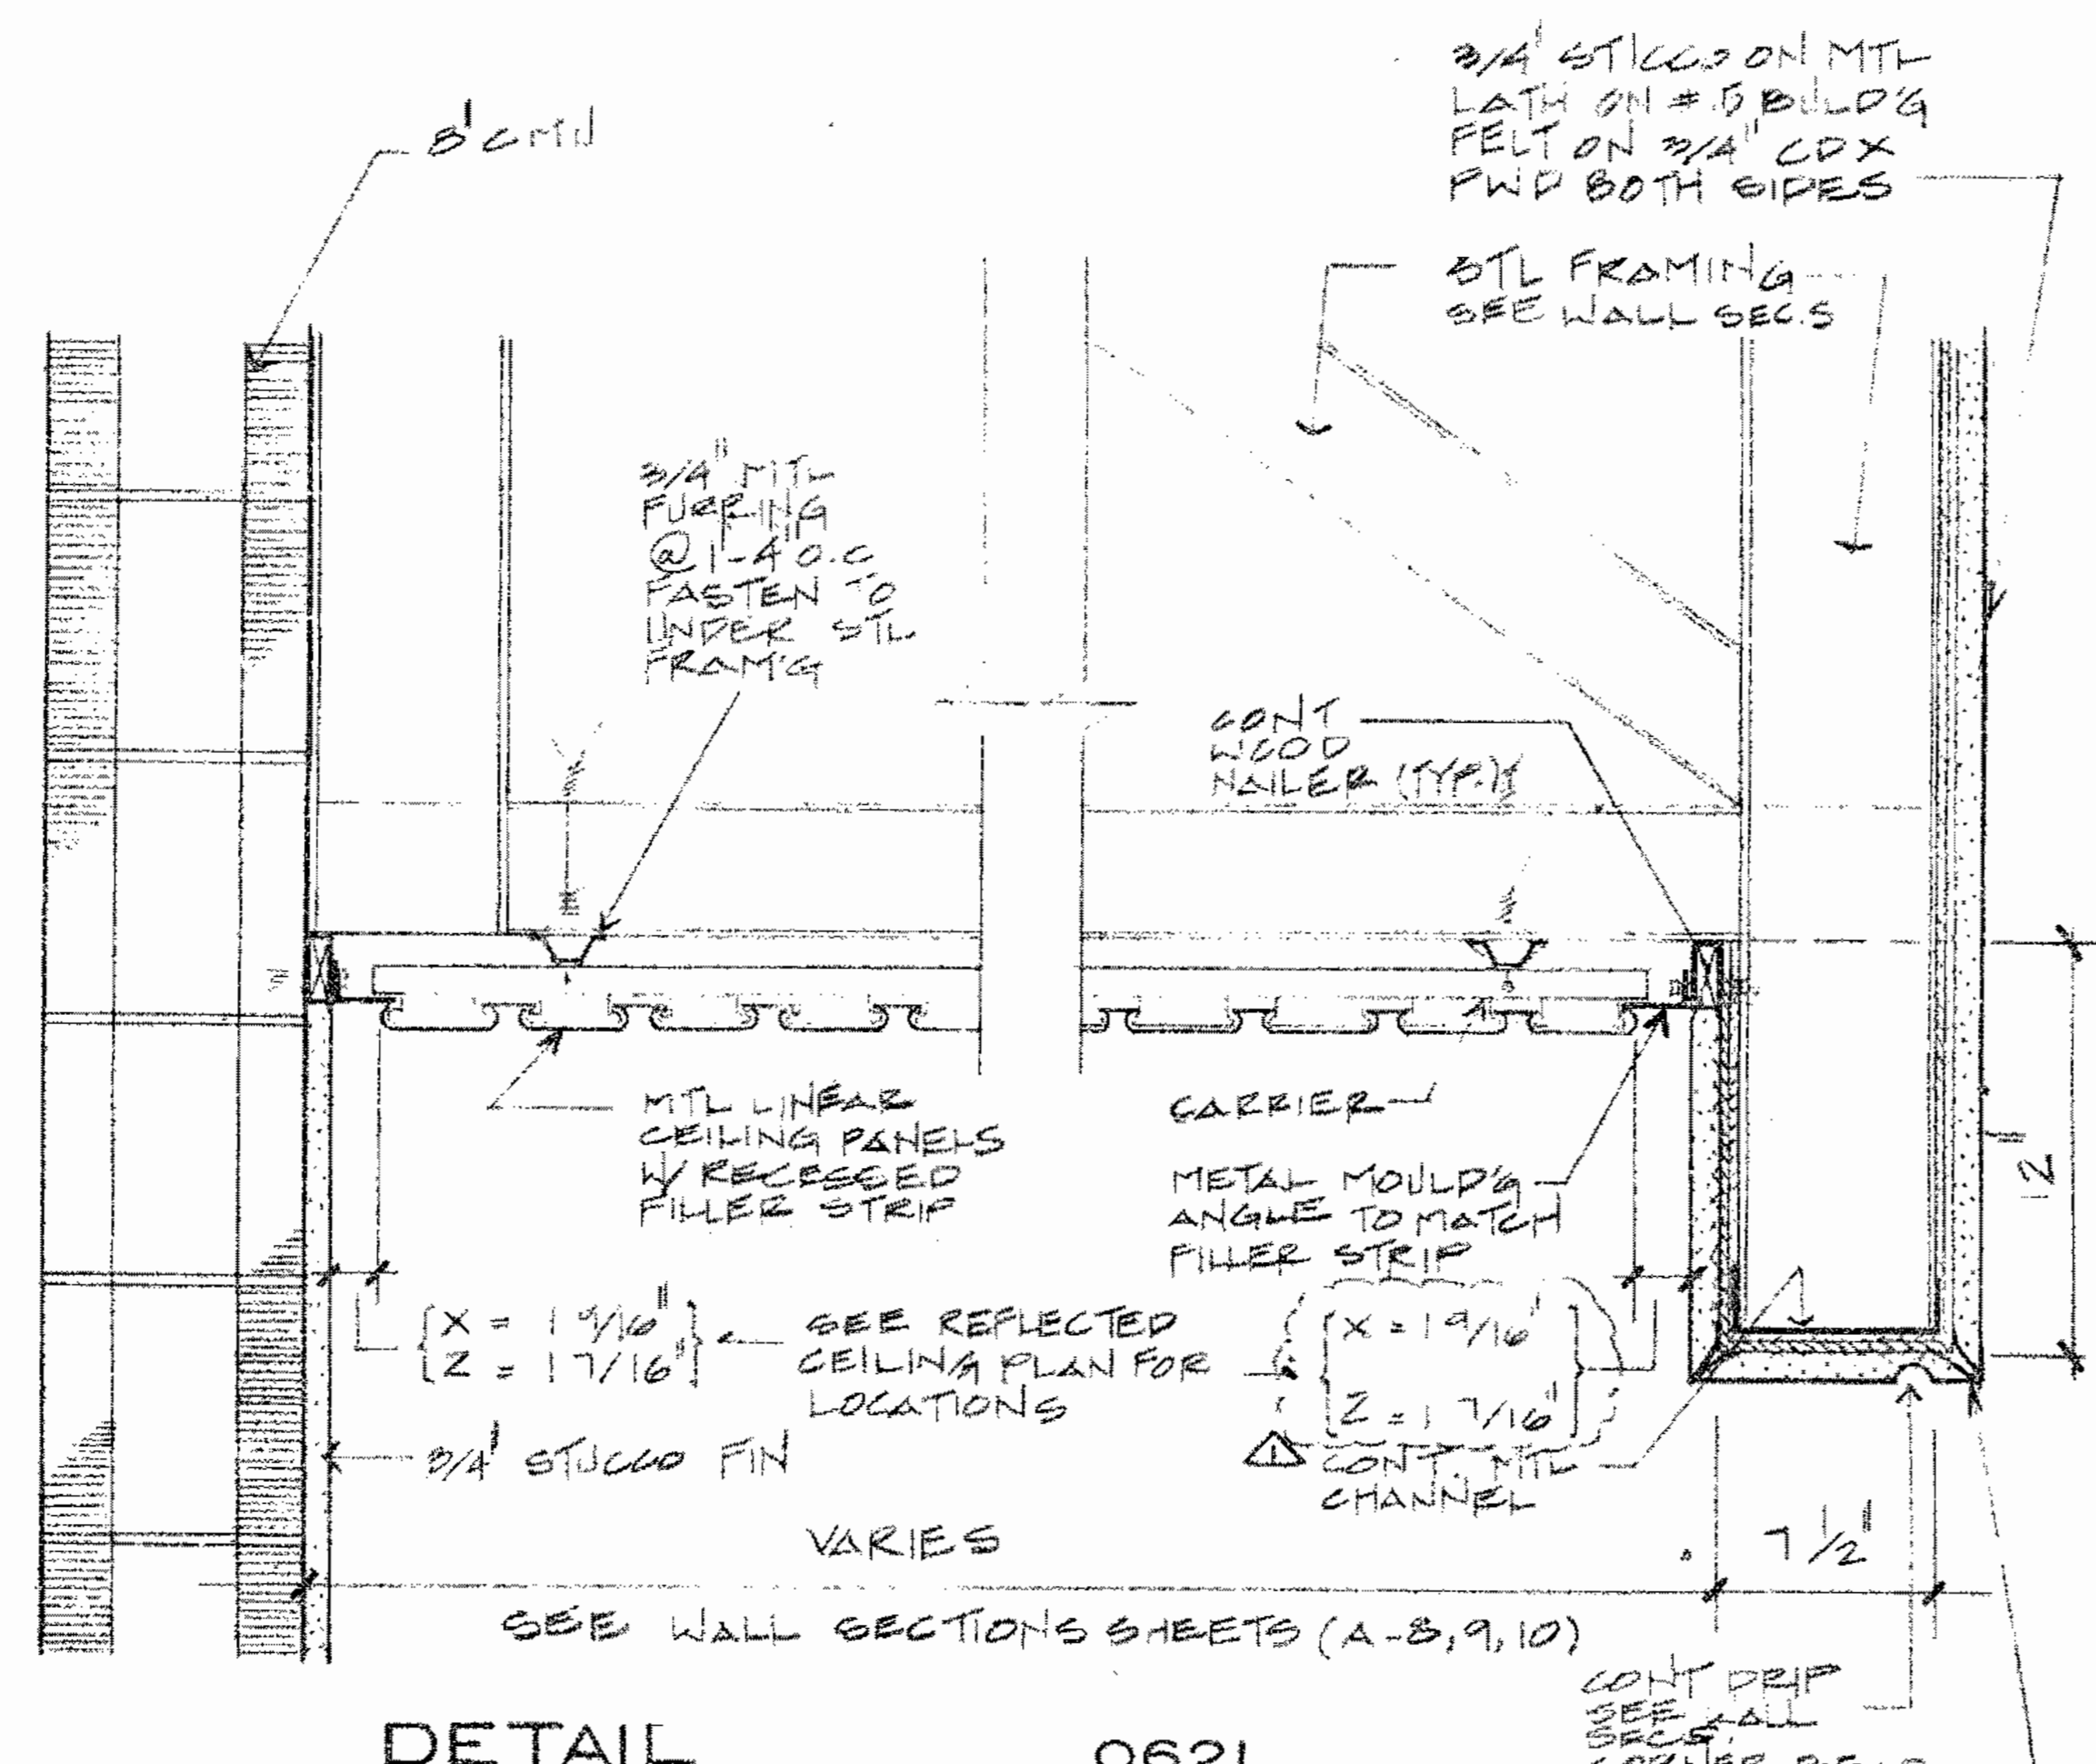 3/4" STUCCO ON MTL
LATH ON #15 BUILD'G
FELT ON 3/4" CDX
PWD BOTH SIDES
8" CMU
STL FRAMING
SEE WALL SEC.S
3/4" MTL
FURRING
@ 1'-4" O.C
FASTEN TO
UNDER STL
FRAM'G
CONT
WOOD
NAILER (TYP.)
MTL LINEAR
CEILING PANELS
W/ RECESSED
FILLER STRIP
CARRIER
METAL MOULD'G
ANGLE TO MATCH
FILLER STRIP
12"
X = 1 9/16"
Z = 1 7/16"
SEE REFLECTED
CEILING PLAN FOR
LOCATIONS
X = 1 9/16"
Z = 1 7/16"
1
3/4" STUCCO FIN
CONT. MTL
CHANNEL
VARIES
7 1/2"
SEE WALL SECTIONS SHEETS (A-8,9,10)
CONT DRIP
SEE WALL
SECS.
DETAIL
0621